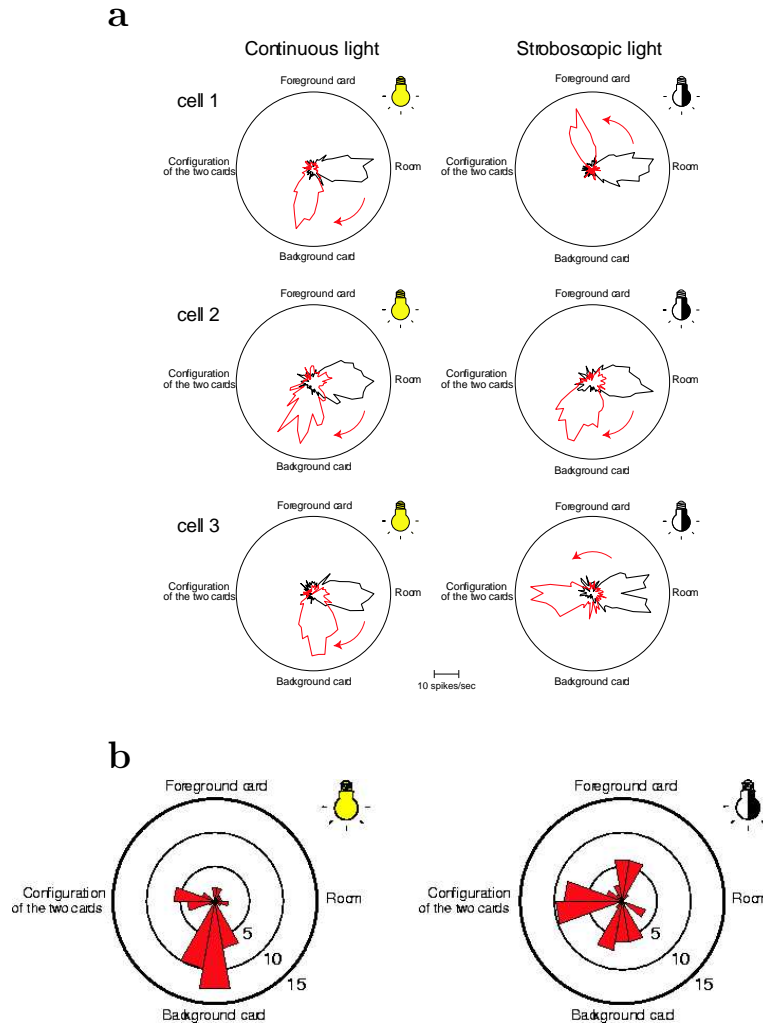 a
Continuous light
Stroboscopic light
cell 1
Foreground card
Foreground card
Configuration
of the two cards
Room
Configuration
of the two cards
Room
Background card
Background card
cell 2
Foreground card
Foreground card
Configuration
of the two cards
Room
Configuration
of the two cards
Room
Background card
Background card
cell 3
Foreground card
Foreground card
Configuration
of the two cards
Room
Configuration
of the two cards
Room
Background card
Background card
10 spikes/sec
b
Foreground card
Foreground card
Configuration
of the two cards
Room
Configuration
of the two cards
Room
5
10
15
5
10
15
Background card
Background card